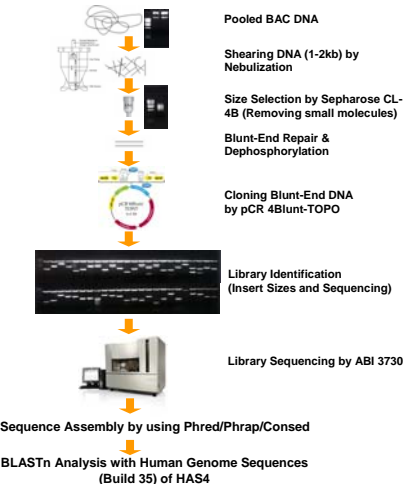 Pooled BAC DNA
Shearing DNA (1-2kb) by
Nebulization
Size Selection by Sepharose CL-
4B (Removing small molecules)
Blunt-End Repair &
Dephosphorylation
Cloning Blunt-End DNA
by pCR 4Blunt-TOPO
Library Identification
(Insert Sizes and Sequencing)
Library Sequencing by ABI 3730
Sequence Assembly by using Phred/Phrap/Consed
BLASTn Analysis with Human Genome Sequences
(Build 35) of HAS4